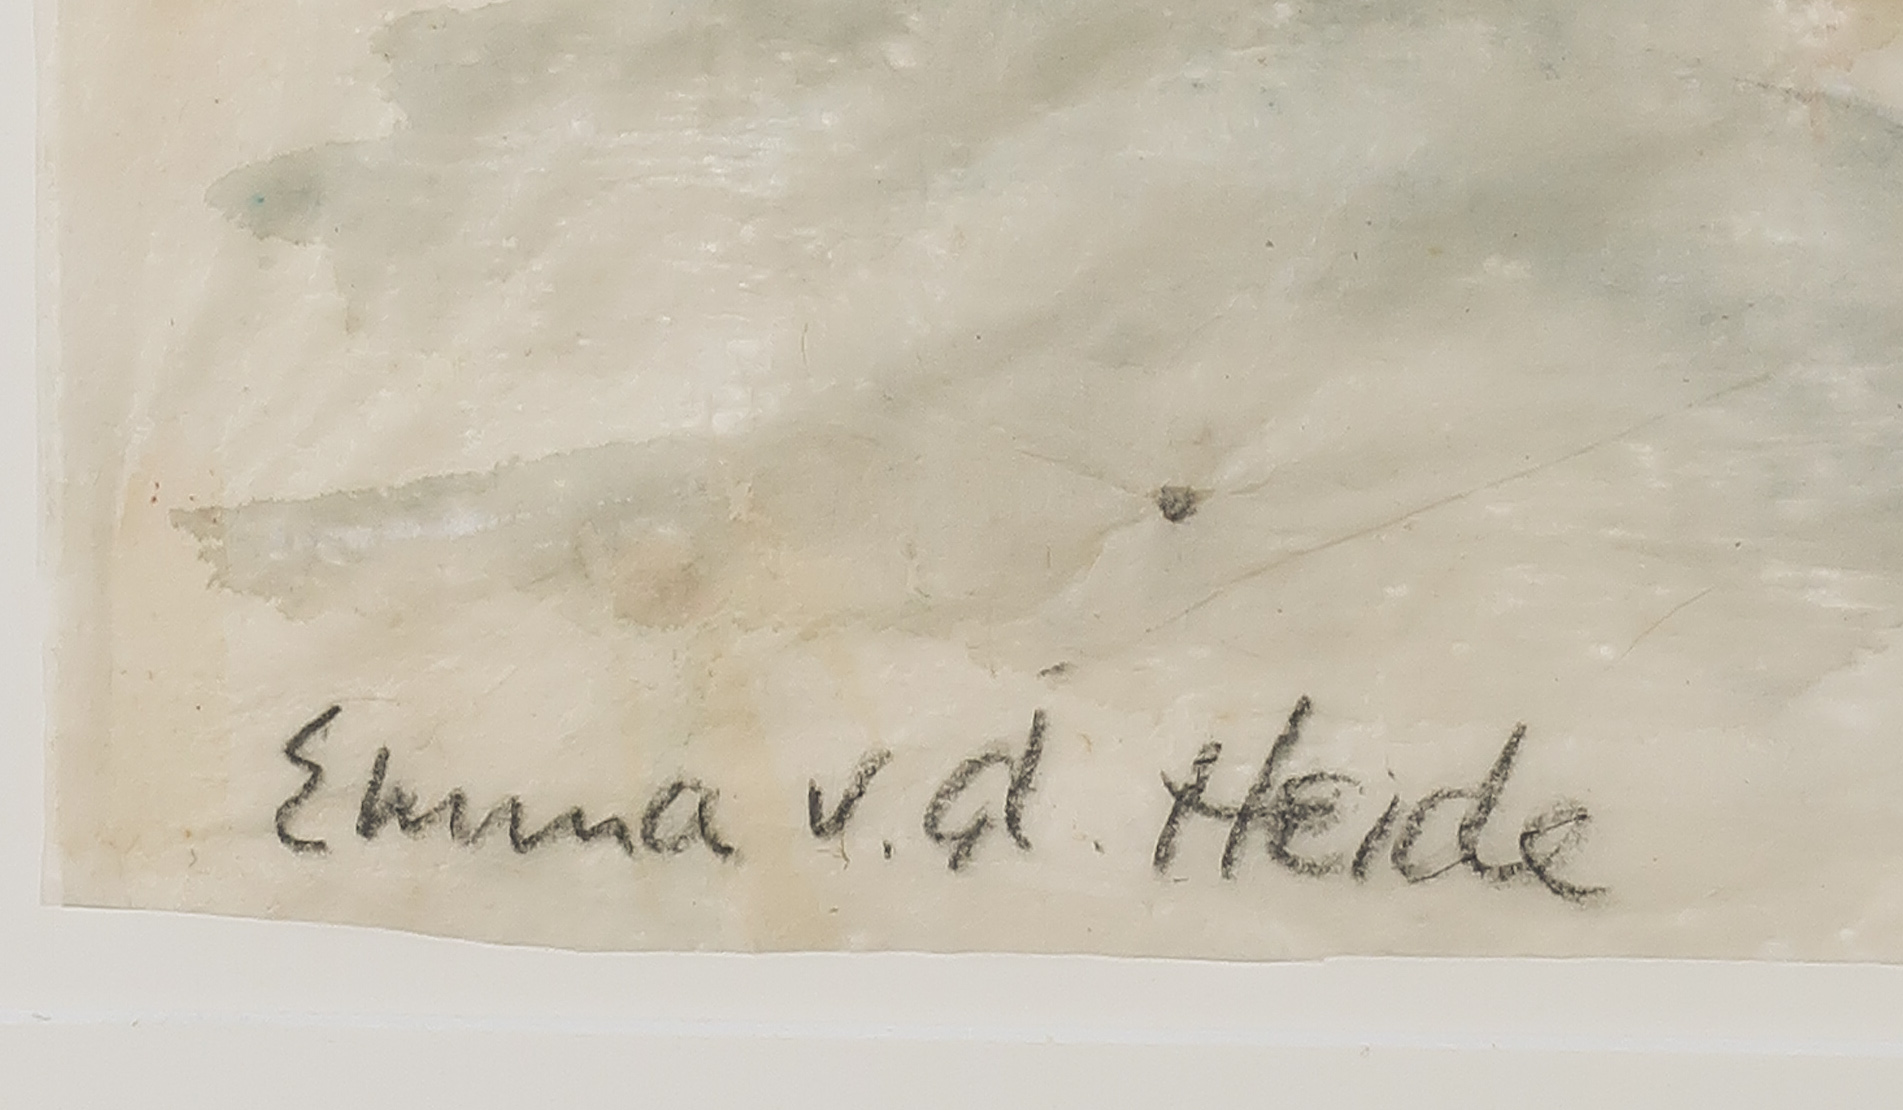 Emma v. d. Heide